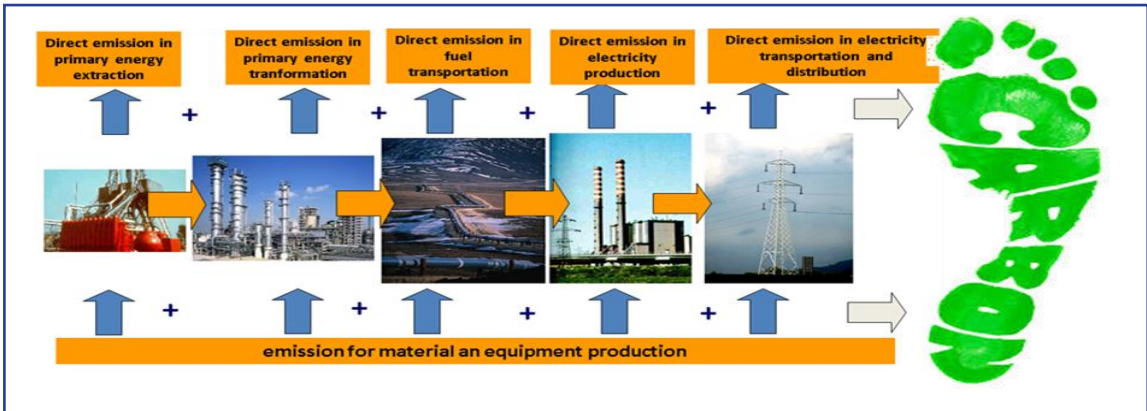 Direct emission in
primary energy
extraction
Direct emission in
primary energy
tranformation
Direct emission in
fuel
transportation
Direct emission in
electricity
production
Direct emission in electricity
transportation and
distribution
+ + + +
+ + + +
emission for material an equipment production
CARBON